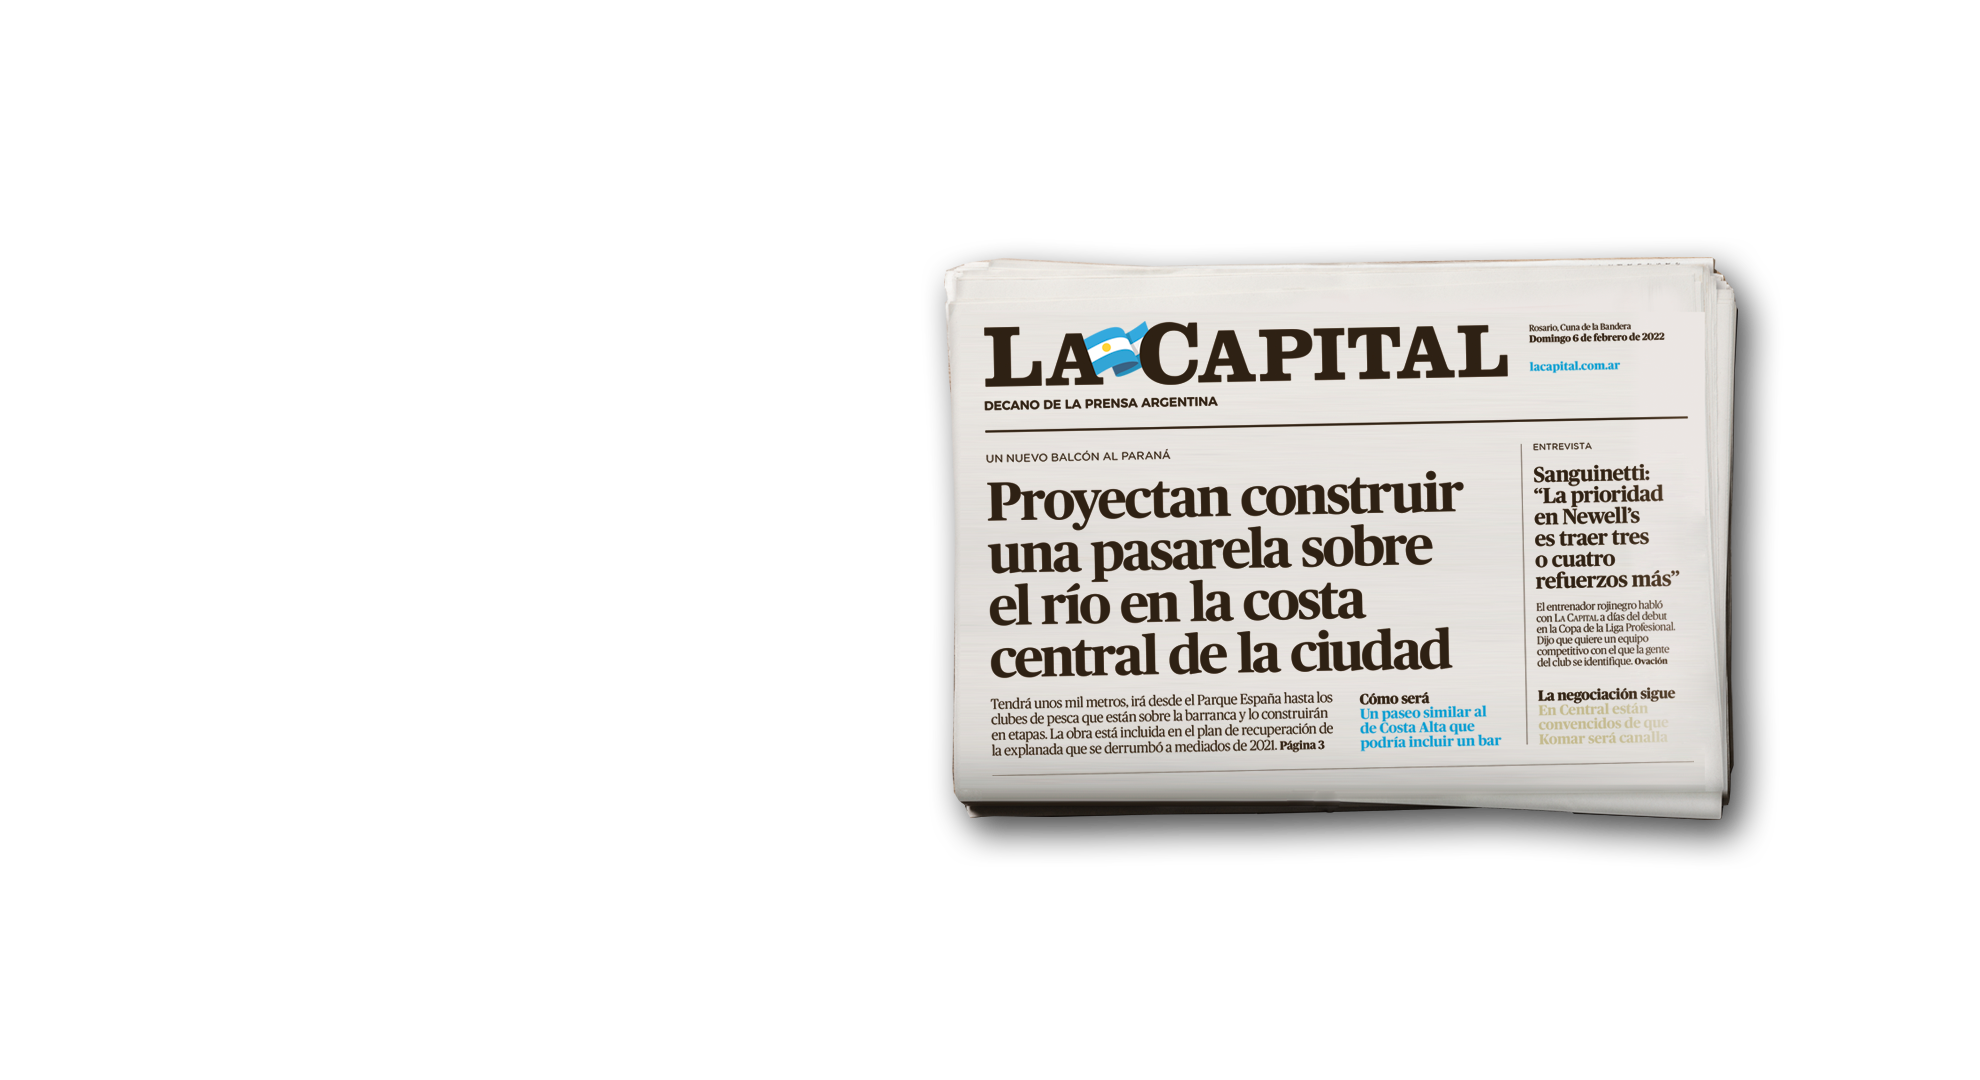 LA CAPITAL
DECANO DE LA PRENSA ARGENTINA
Rosario, Cuna de la Bandera
Domingo 6 de febrero de 2022
lacapital.com.ar
UN NUEVO BALCÓN AL PARANÁ
Proyectan construir
una pasarela sobre
el río en la costa
central de la ciudad
Tendrá unos mil metros, irá desde el Parque España hasta los
clubes de pesca que están sobre la barranca y lo construirán
en etapas. La obra está incluida en el plan de recuperación de
la explanada que se derrumbó a mediados de 2021. Página 3
Cómo será
Un paseo similar al
de Costa Alta que
podría incluir un bar
ENTREVISTA
Sanguinetti:
“La prioridad
en Newell’s
es traer tres
o cuatro
refuerzos más”
El entrenador rojinegro habló
con LA CAPITAL a días del debut
en la Copa de la Liga Profesional.
Dijo que quiere un equipo
competitivo con el que la gente
del club se identifique. Ovación
La negociación sigue
En Central están
convencidos de que
Komar será canalla